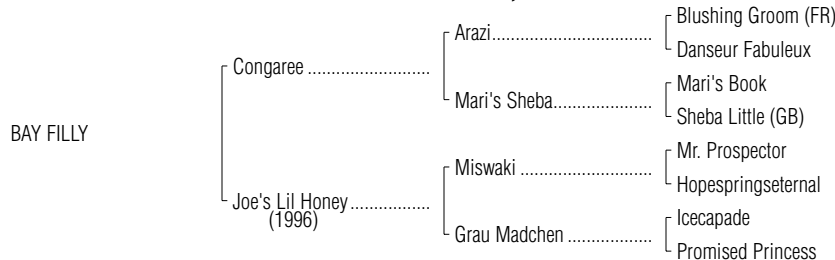 Blushing Groom (FR)
Arazi
Danseur Fabuleux
Congaree
Mari's Book
Mari's Sheba
Sheba Little (GB)
BAY FILLY
Mr. Prospector
Miswaki
Hopespringseternal
Joe's Lil Honey
(1996)
Icecapade
Grau Madchen
Promised Princess